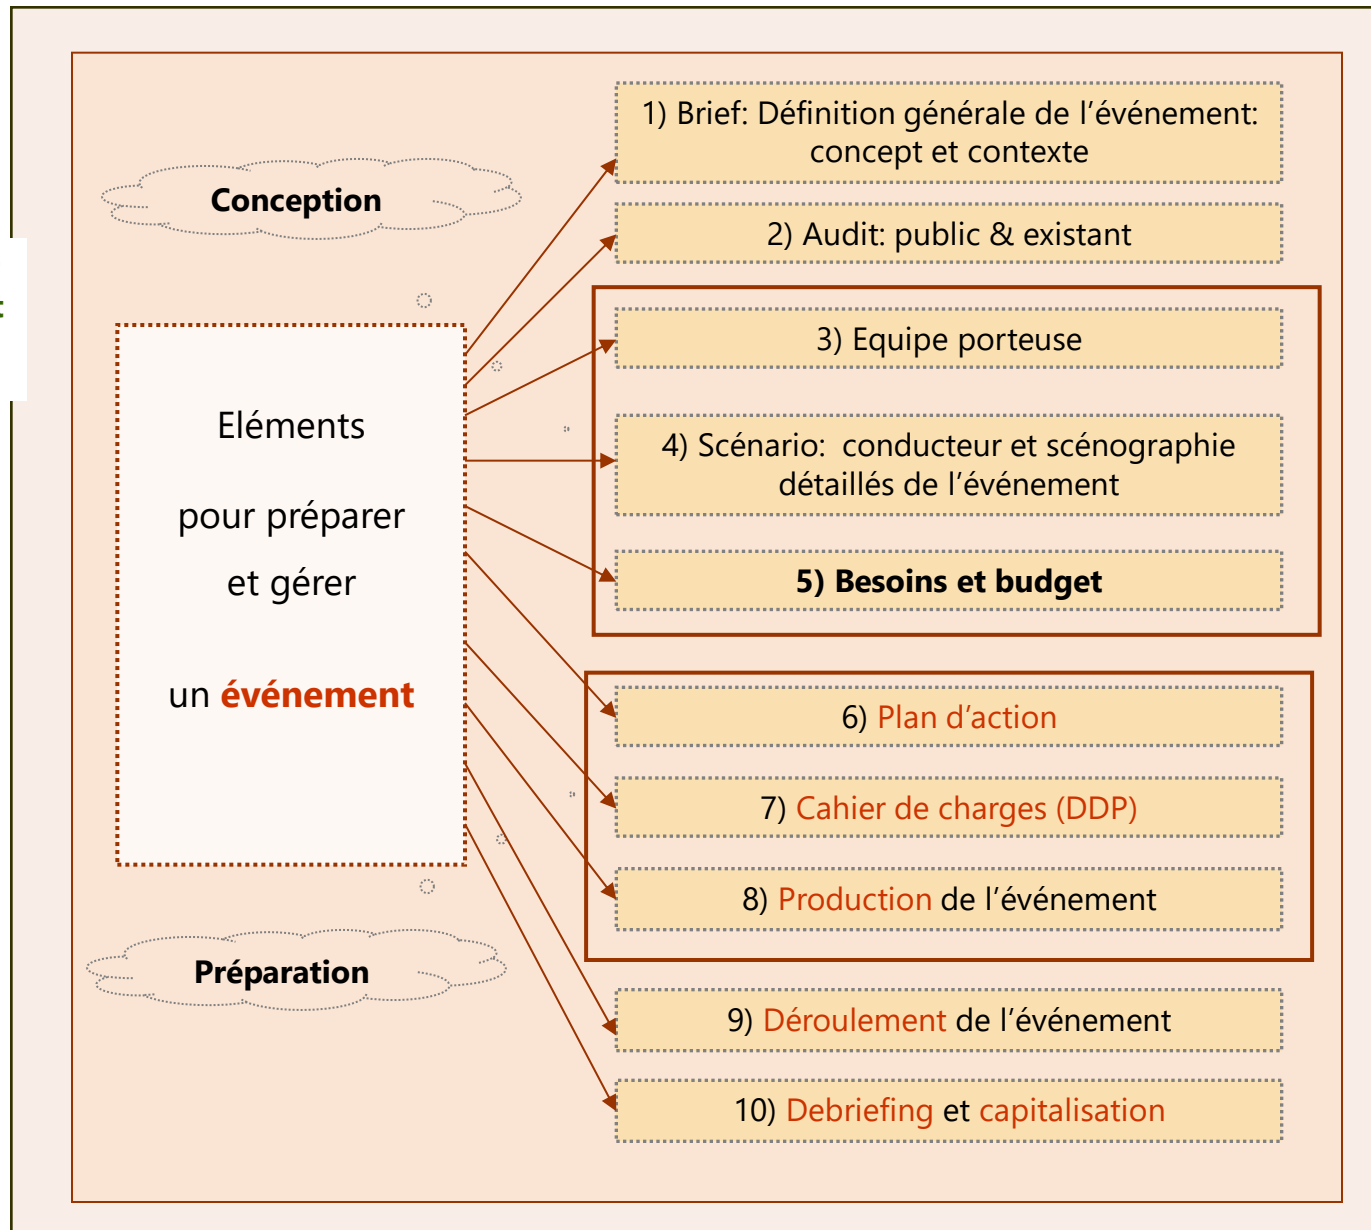 Conception
:
Eléments
pour préparer
et gérer
un événement
Préparation
1) Brief: Définition générale de l’événement:
concept et contexte
2) Audit: public & existant
3) Equipe porteuse
4) Scénario:  conducteur et scénographie
détaillés de l’événement
5) Besoins et budget
6) Plan d’action
7) Cahier de charges (DDP)
8) Production de l’événement
9) Déroulement de l’événement
10) Debriefing et capitalisation